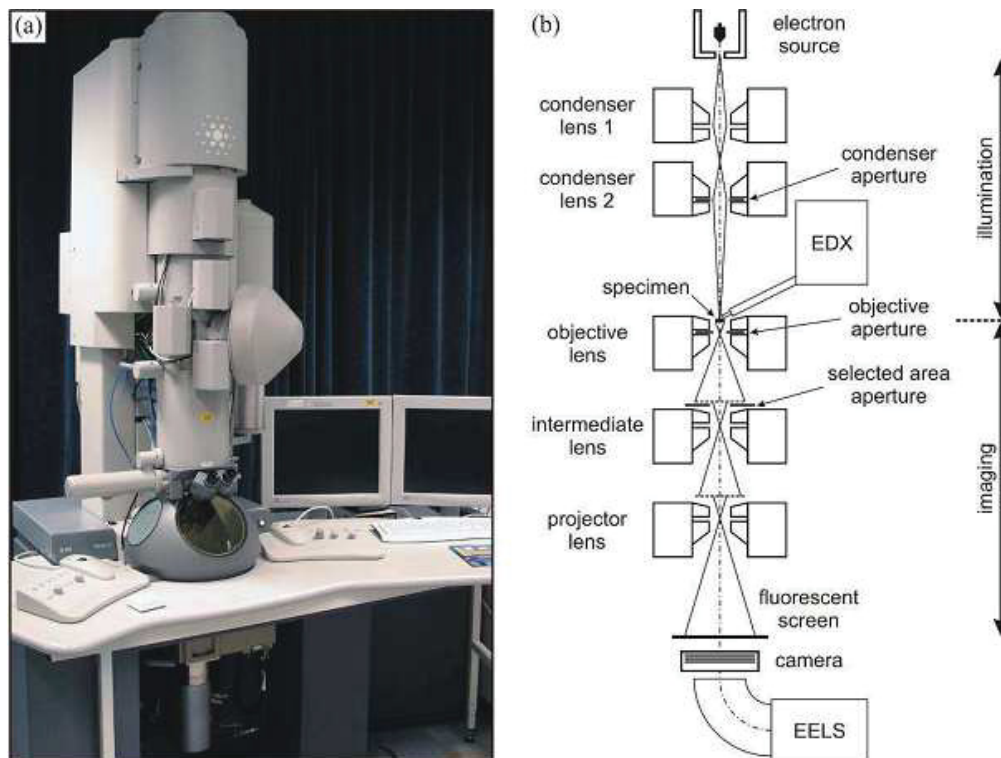 (a)
(b)
electron
source
condenser
lens 1
condenser
lens 2
condenser
aperture
EDX
illumination
specimen
objective
lens
objective
aperture
selected area
aperture
intermediate
lens
imaging
projector
lens
fluorescent
screen
camera
EELS